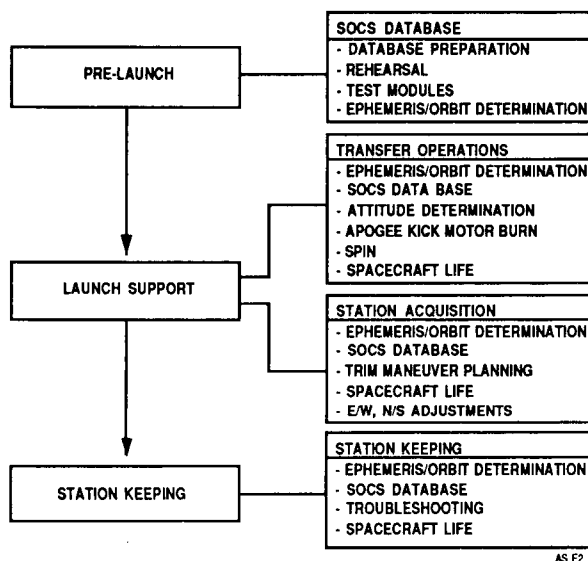 PRE-LAUNCH
SOCS DATABASE
- DATABASE PREPARATION
- REHEARSAL
- TEST MODULES
- EPHEMERIS/ORBIT DETERMINATION
TRANSFER OPERATIONS
- EPHEMERIS/ORBIT DETERMINATION
- SOCS DATA BASE
- ATTITUDE DETERMINATION
- APOGEE KICK MOTOR BURN
- SPIN
- SPACECRAFT LIFE
LAUNCH SUPPORT
STATION ACQUISITION
- EPHEMERIS/ORBIT DETERMINATION
- SOCS DATABASE
- TRIM MANEUVER PLANNING
- SPACECRAFT LIFE
- E/W, N/S ADJUSTMENTS
STATION KEEPING
STATION KEEPING
- EPHEMERIS/ORBIT DETERMINATION
- SOCS DATABASE
- TROUBLESHOOTING
- SPACECRAFT LIFE
AS F2